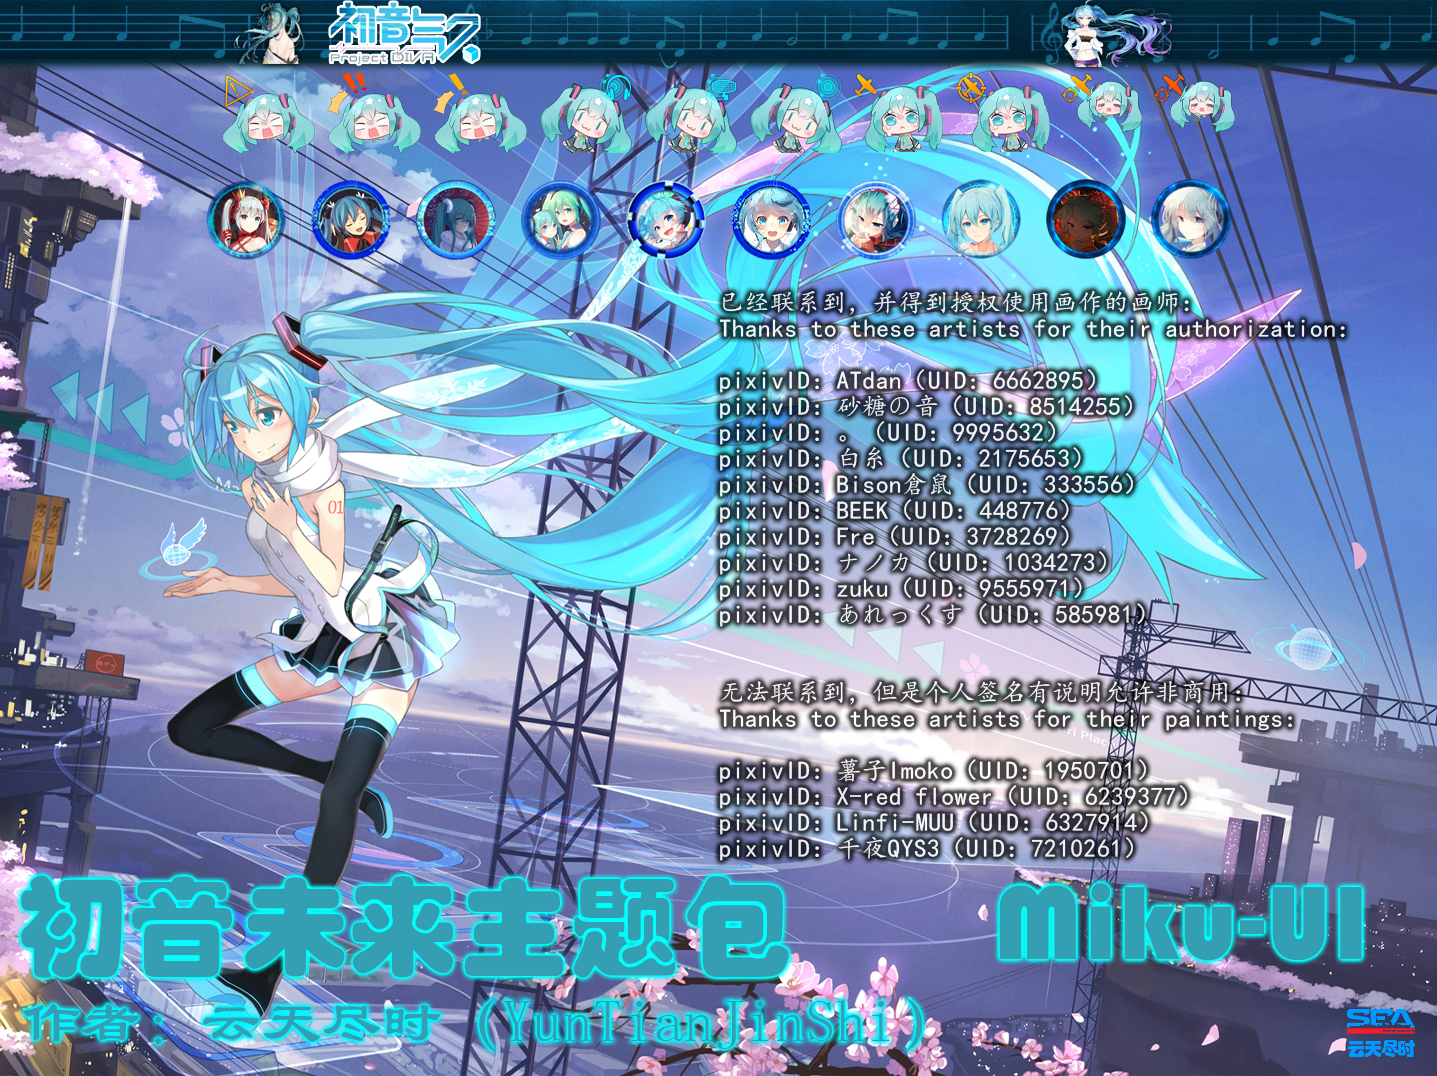 初音ミク
Project DIVA
已经联系到，并得到授权使用画作的画师：
Thanks to these artists for their authorization:
pixivID: ATdan (UID: 6662895)
pixivID: 砂糖の音 (UID: 8514255)
pixivID: 。 (UID: 9995632)
pixivID: 白糸 (UID: 2175653)
pixivID: Bison倉鼠 (UID: 333556)
pixivID: BEEK (UID: 448776)
pixivID: Fre (UID: 3728269)
pixivID: ナノカ (UID: 1034273)
pixivID: zuku (UID: 9555971)
pixivID: あれっくす (UID: 585981)
01
无法联系到，但是个人签名有说明允许非商用：
Thanks to these artists for their paintings:
pixivID: 薯子Imoko (UID: 1950701)
pixivID: X-red flower (UID: 6239377)
pixivID: Linfi-MUU (UID: 6327914)
pixivID: 千夜QYS3 (UID: 7210261)
初音未来主题包
Miku-UI
作者：云天尽时 (YunTianJinShi)
SEA
云天尽时